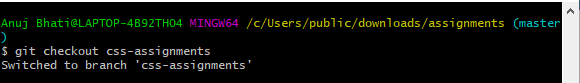 Anuj Bhati@LAPTOP-4B92TH04 MINGW64 /c/Users/public/downloads/assignments (master
)
$ git checkout css-assignments
Switched to branch 'css-assignments'